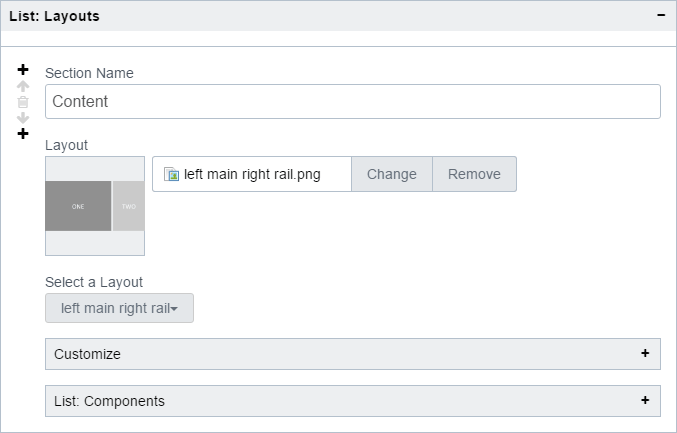 List: Layouts
Section Name
Content
Layout
ONE TWO
left main right rail.png Change Remove
Select a Layout
left main right rail
Customize
List: Components